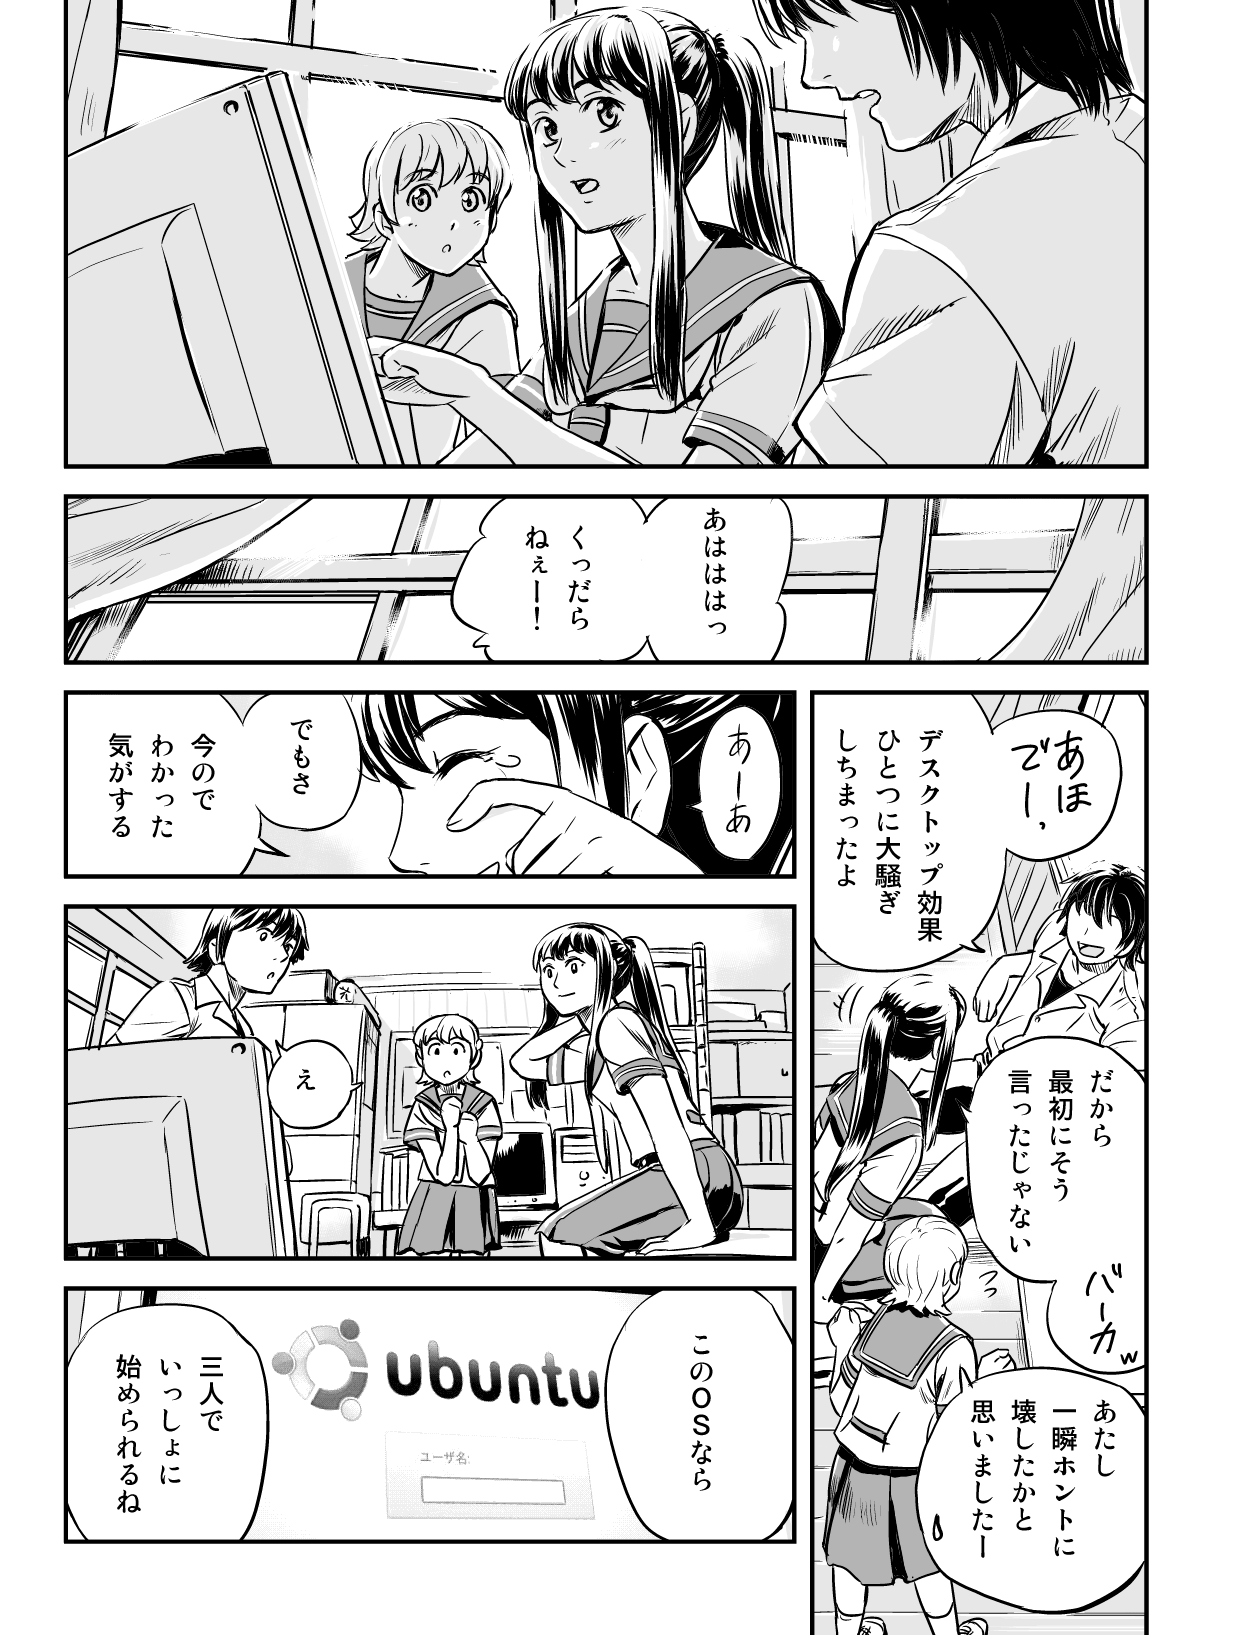 あはははっ
くっだら
ねぇー！
あほ
でー、
デスクトップ効果
ひとつに大騒ぎ
しちまったよ
だから
最初にそう
言ったじゃない
バーカw
あたし
一瞬ホントに
壊したかと
思いましたー
あーあ
でもさ
今ので
わかった
気がする
え
このOSなら
ubuntu
ユーザ名:
三人で
いっしょに
始められるね